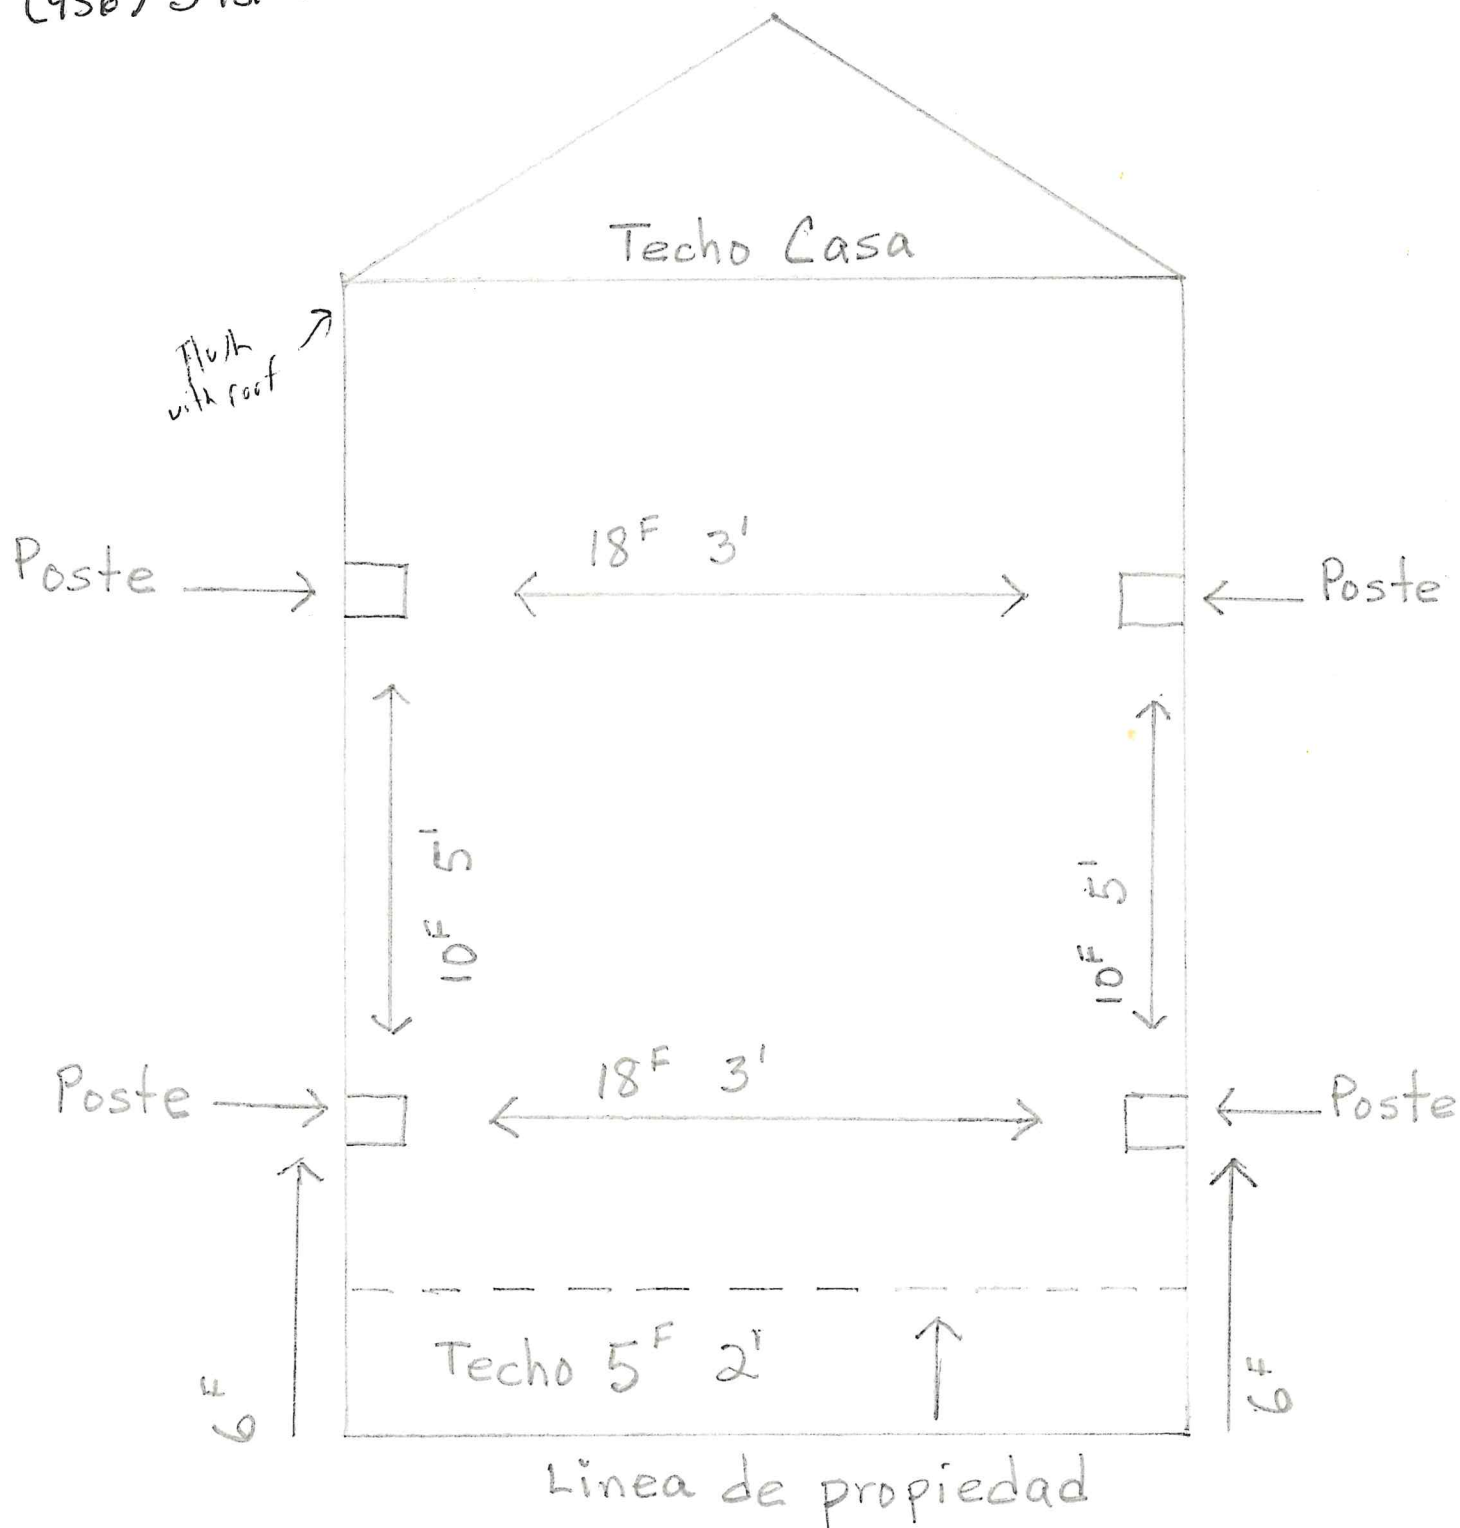 (956)
Techo Casa
Flush
with roof
18F 3'
Poste
Poste
10F 5'
10F 5'
18F 3'
Poste
Poste
Techo 5F 2'
6F
6F
Linea de propiedad